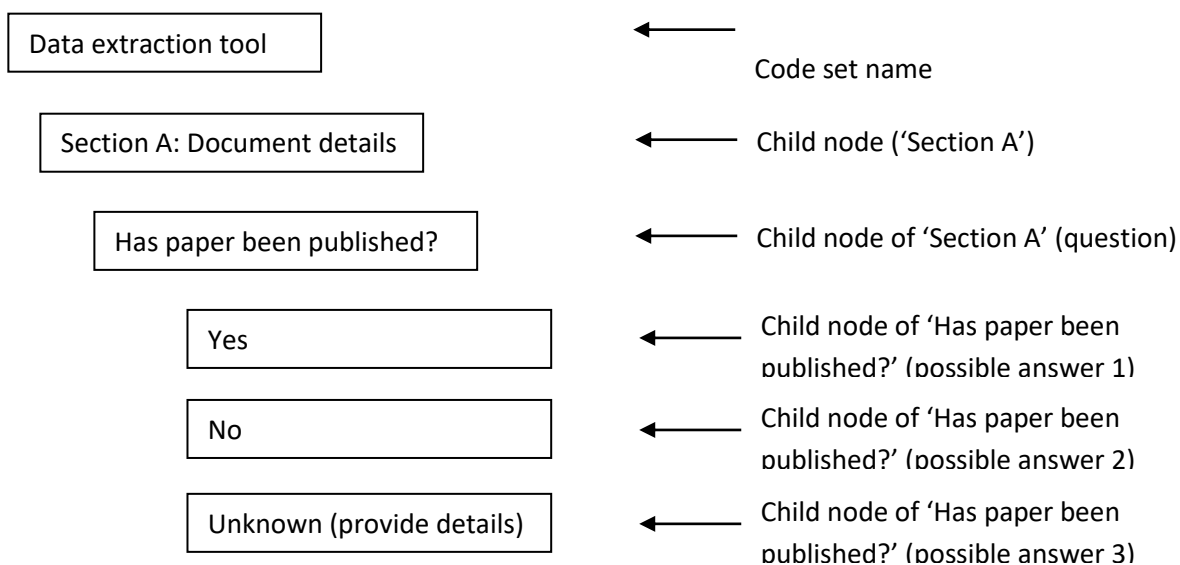 Data extraction tool
Code set name
Section A: Document details
Child node (‘Section A’)
Has paper been published?
Child node of ‘Section A’ (question)
Yes
Child node of ‘Has paper been
published?’ (possible answer 1)
No
Child node of ‘Has paper been
published?’ (possible answer 2)
Unknown (provide details)
Child node of ‘Has paper been
published?’ (possible answer 3)